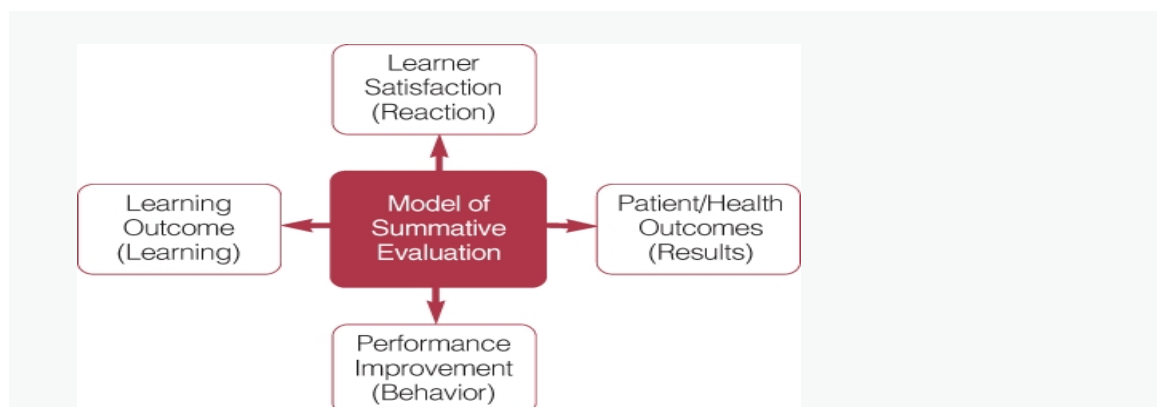 Learner
Satisfaction
(Reaction)
Learning
Outcome
(Learning)
Model of
Summative
Evaluation
Patient/Health
Outcomes
(Results)
Performance
Improvement
(Behavior)